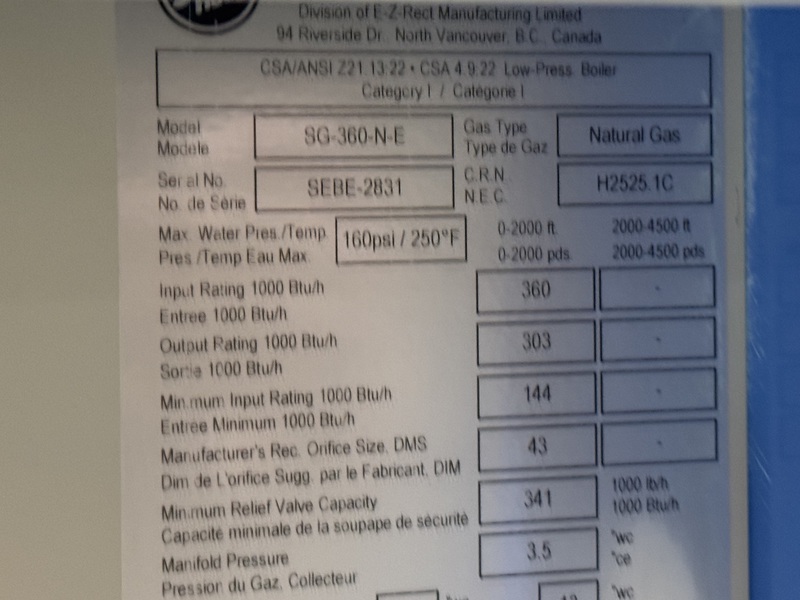 Division of E-Z-Rect Manufacturing Limited
94 Riverside Dr. North Vancouver, B.C. Canada
CSA/ANSI Z21.13:22 • CSA 4.9:22 Low-Press. Boiler
Category I / Catégorie I
Model
Modele
SG-360-N-E
Gas Type
Type de Gaz
Natural Gas
Serial No.
No. de Série
SEBE-2831
C.R.N.
N.E.C.
H2525.1C
Max. Water Pres./Temp.
Pres./Temp Eau Max.
160psi / 250°F
0-2000 ft. 2000-4500 ft
0-2000 pds. 2000-4500 pds
Input Rating 1000 Btu/h
Entree 1000 Btu/h
360 -
Output Rating 1000 Btu/h
Sortie 1000 Btu/h
303 -
Minimum Input Rating 1000 Btu/h
Entrée Minimum 1000 Btu/h
144 -
Manufacturer's Rec. Orifice Size, DMS
Dim de L'orifice Sugg. par le Fabricant, DIM
43 -
Minimum Relief Valve Capacity
Capacité minimale de la soupape de sécurité
341
1000 lb/h
1000 Btu/h
Manifold Pressure
Pression du Gaz, Collecteur
3.5
"wc
"ce
"wc